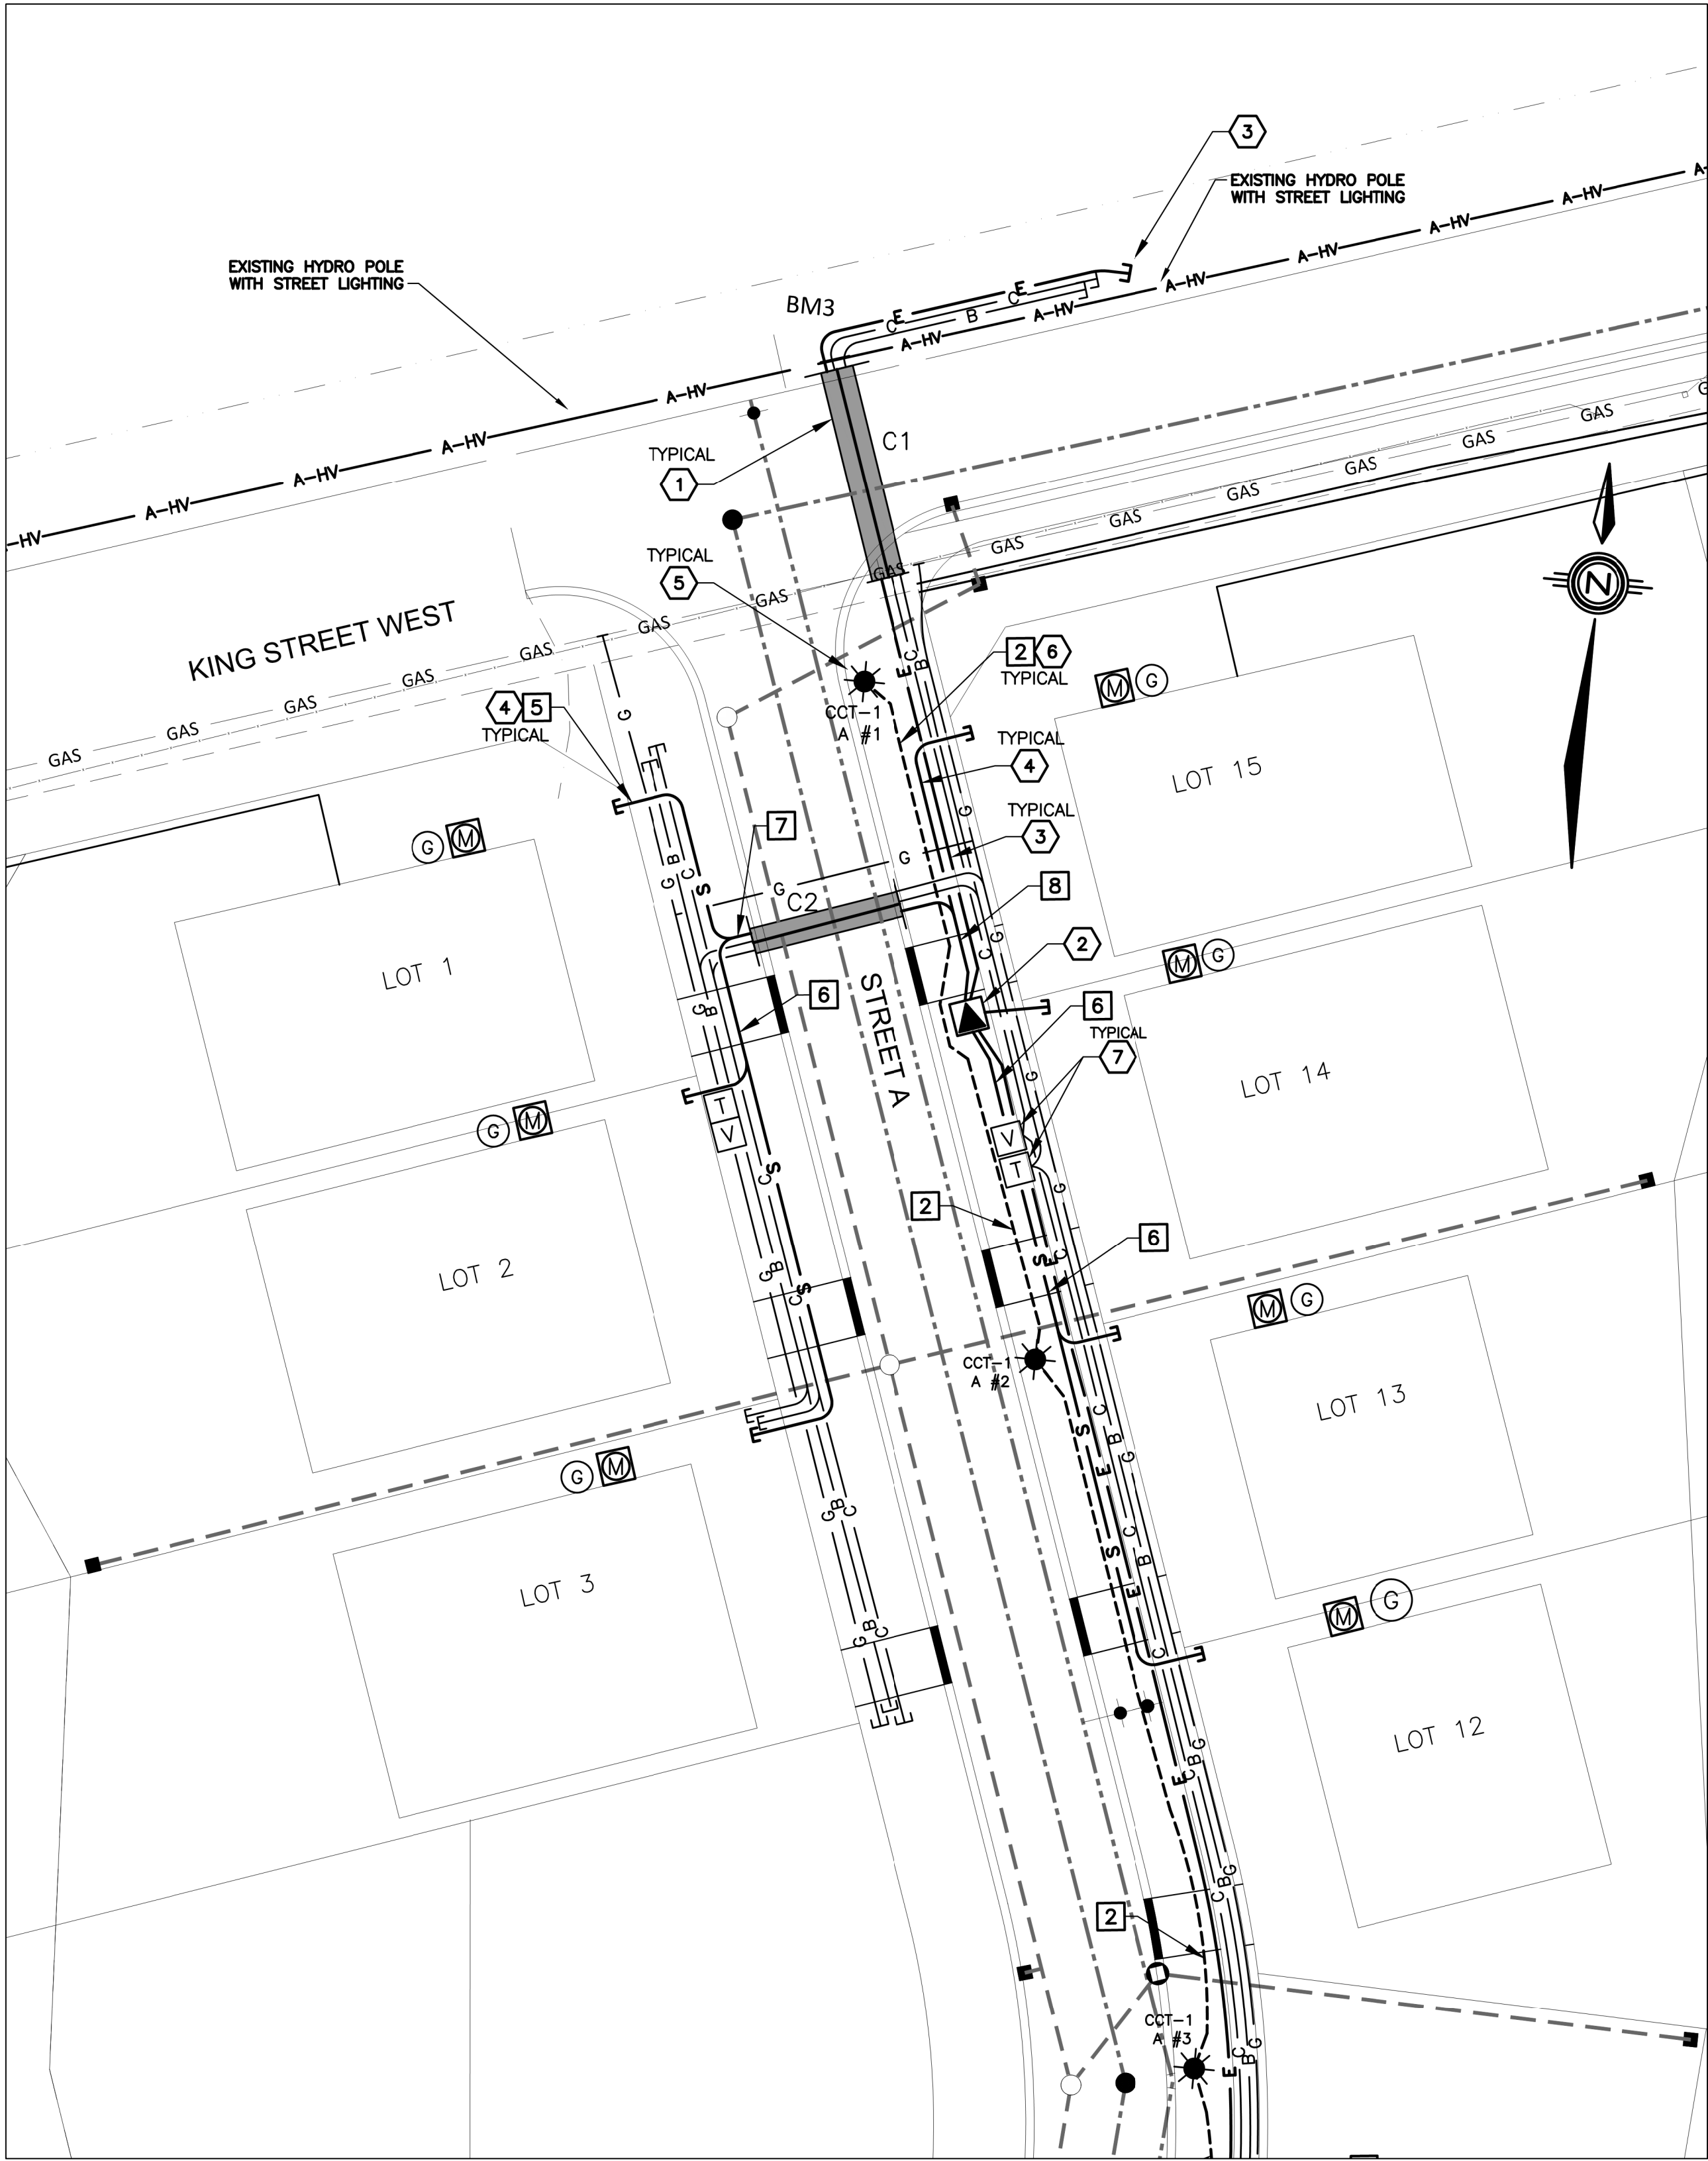 3
EXISTING HYDRO POLE
WITH STREET LIGHTING
A-HV A-HV A-HV A-HV A-HV A-HV A-
EXISTING HYDRO POLE
WITH STREET LIGHTING
BM3
E E
C C
B
A-HV A-HV A-HV A-HV -HV
C1
TYPICAL
1
GAS GAS GAS GAS GAS GAS G
TYPICAL
5
GAS
GAS
N
KING STREET WEST
GAS GAS GAS GAS GAS GAS
E C B
2 6
TYPICAL
M G
4 5
TYPICAL
G
CCT-1
A #1
TYPICAL
4
LOT 15
TYPICAL
3
G
7
G M
G
G B C S
G
C2
8
C G
2
M G
LOT 1
6
G B
STREET A
6
TYPICAL
7
G
LOT 14
T
V
G M
V
T
S
C
G
2
6
LOT 2
G B
C S
S E C
M G
CCT-1
A #2
LOT 13
C
S B G
E
G M
G B C
C
S B
E
M G
LOT 3
G B C
C
LOT 12
E C B G
C B G
2
CCT-1
A #3
E C B G